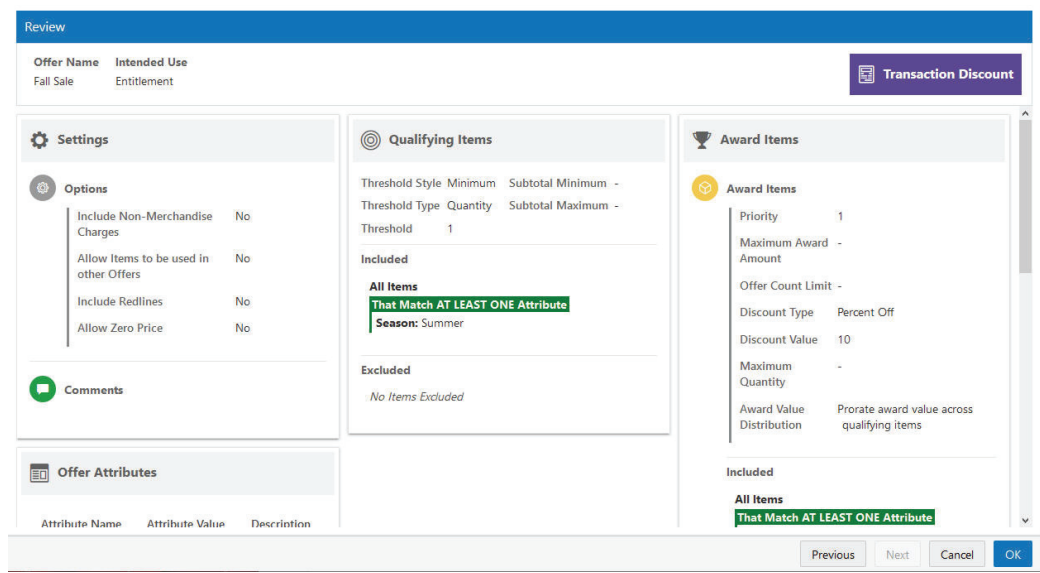 Review
Offer Name Intended Use
Fall Sale Entitlement
Transaction Discount
Settings
Options
Include Non-Merchandise No
Charges
Allow Items to be used in No
other Offers
Include Redlines No
Allow Zero Price No
Comments
Offer Attributes
Attribute Name Attribute Value Description
Qualifying Items
Threshold Style Minimum Subtotal Minimum -
Threshold Type Quantity Subtotal Maximum -
Threshold 1
Included
All Items
That Match AT LEAST ONE Attribute
Season: Summer
Excluded
No Items Excluded
Award Items
Award Items
Priority 1
Maximum Award -
Amount
Offer Count Limit -
Discount Type Percent Off
Discount Value 10
Maximum -
Quantity
Award Value Prorate award value across
Distribution qualifying items
Included
All Items
That Match AT LEAST ONE Attribute
Previous Next Cancel OK